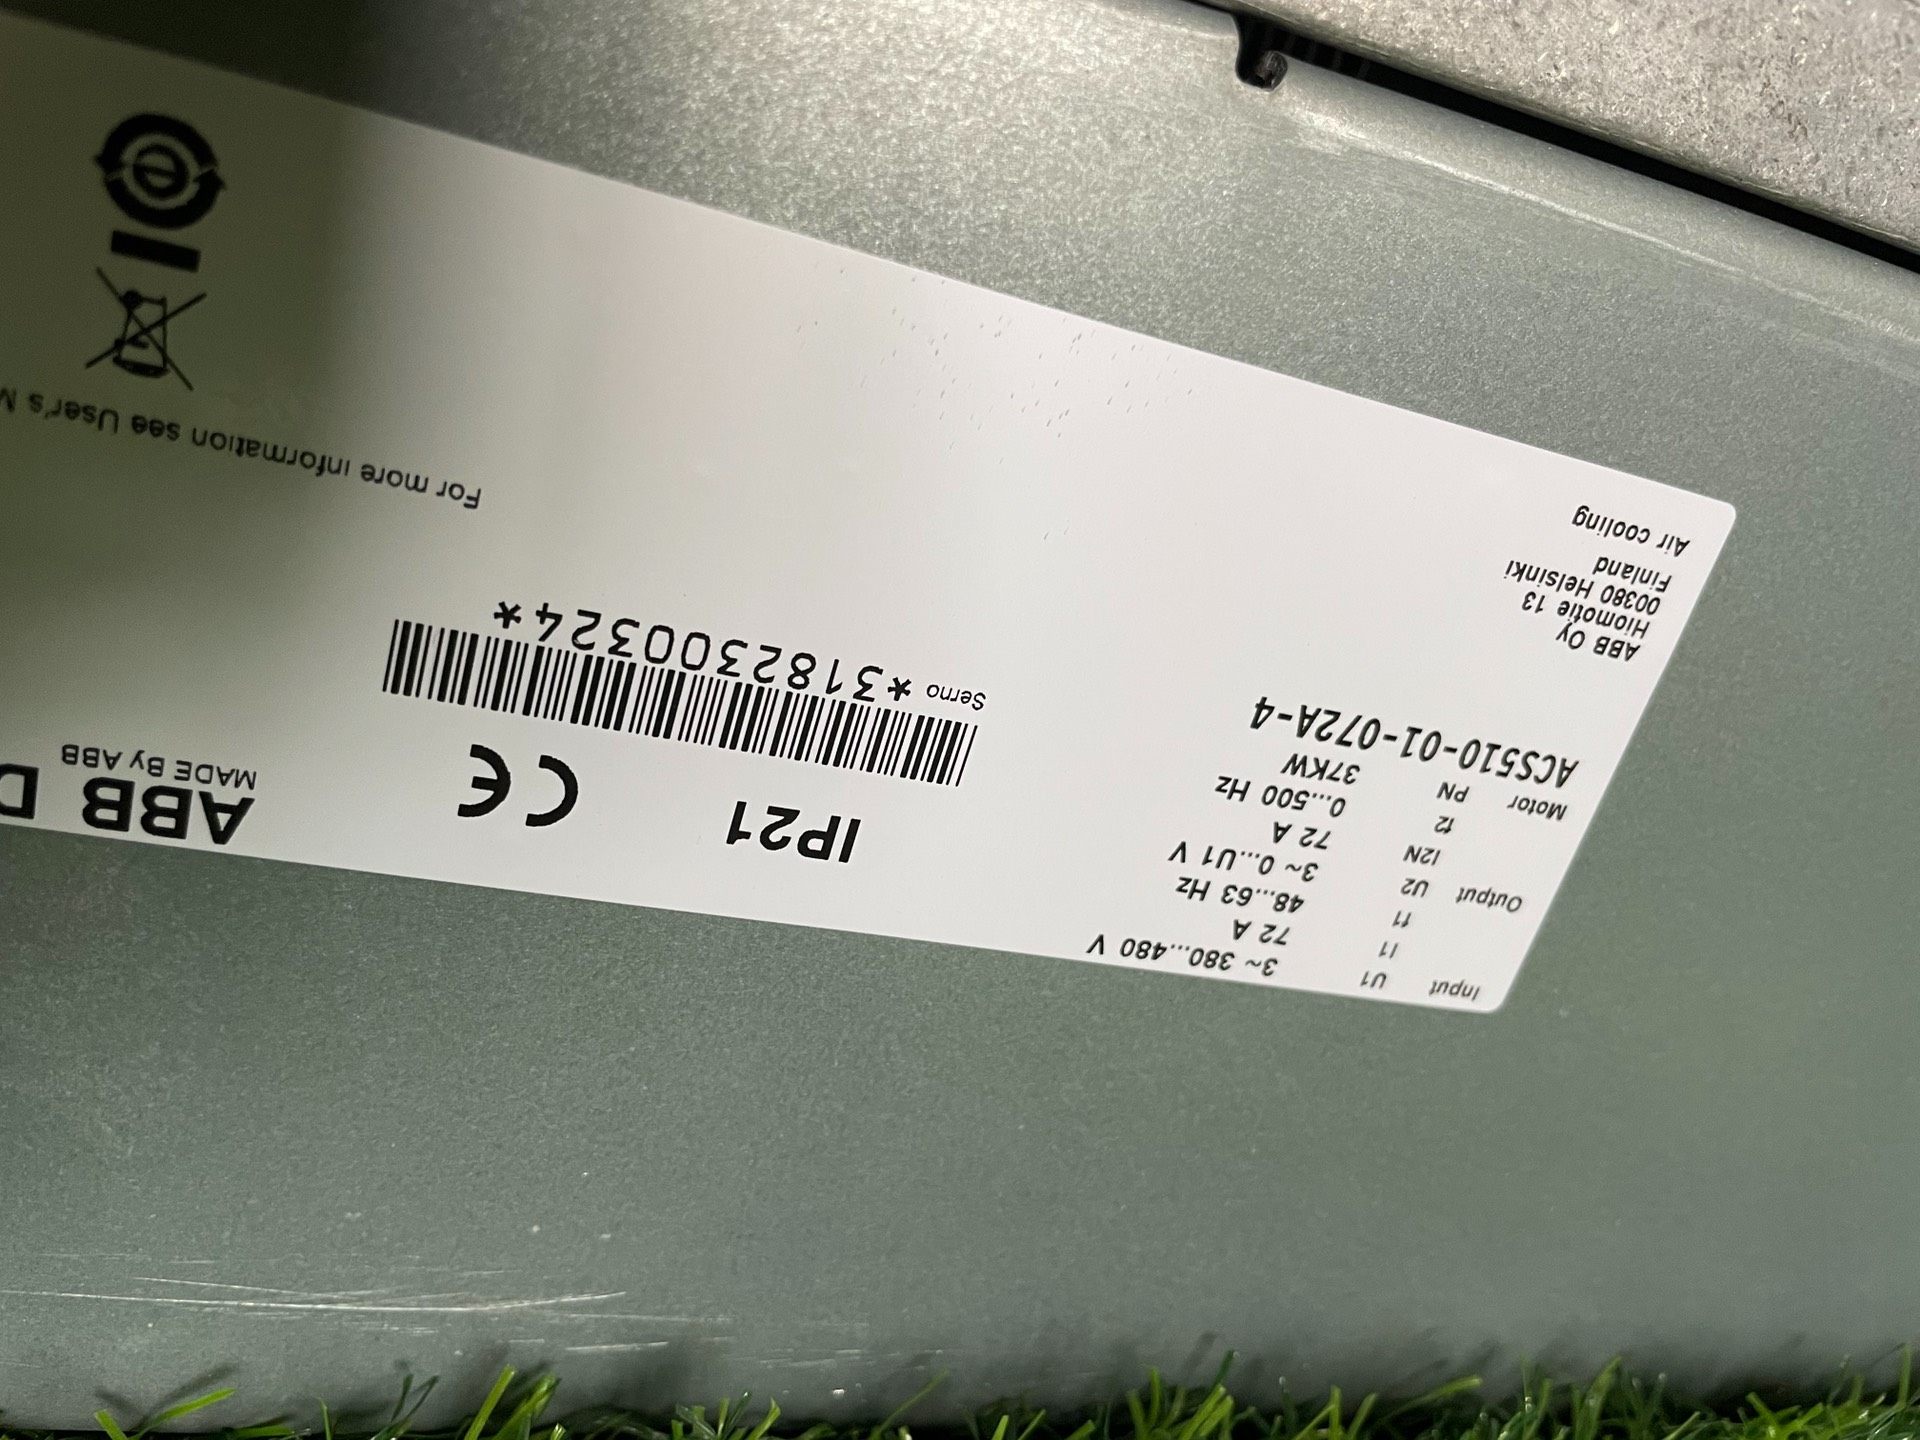 Input U1 3~ 380...480 V
I1 72 A
f1 48...63 Hz
Output U2 3~ 0...U1 V
I2N 72 A
f2 0...500 Hz
Motor PN 37KW
ACS510-01-072A-4
ABB Oy
Hiomotie 13
00380 Helsinki
Finland
Air cooling
IP21
CE
Serno *3182300324*
ABB D
MADE By ABB
For more information see User's M
e